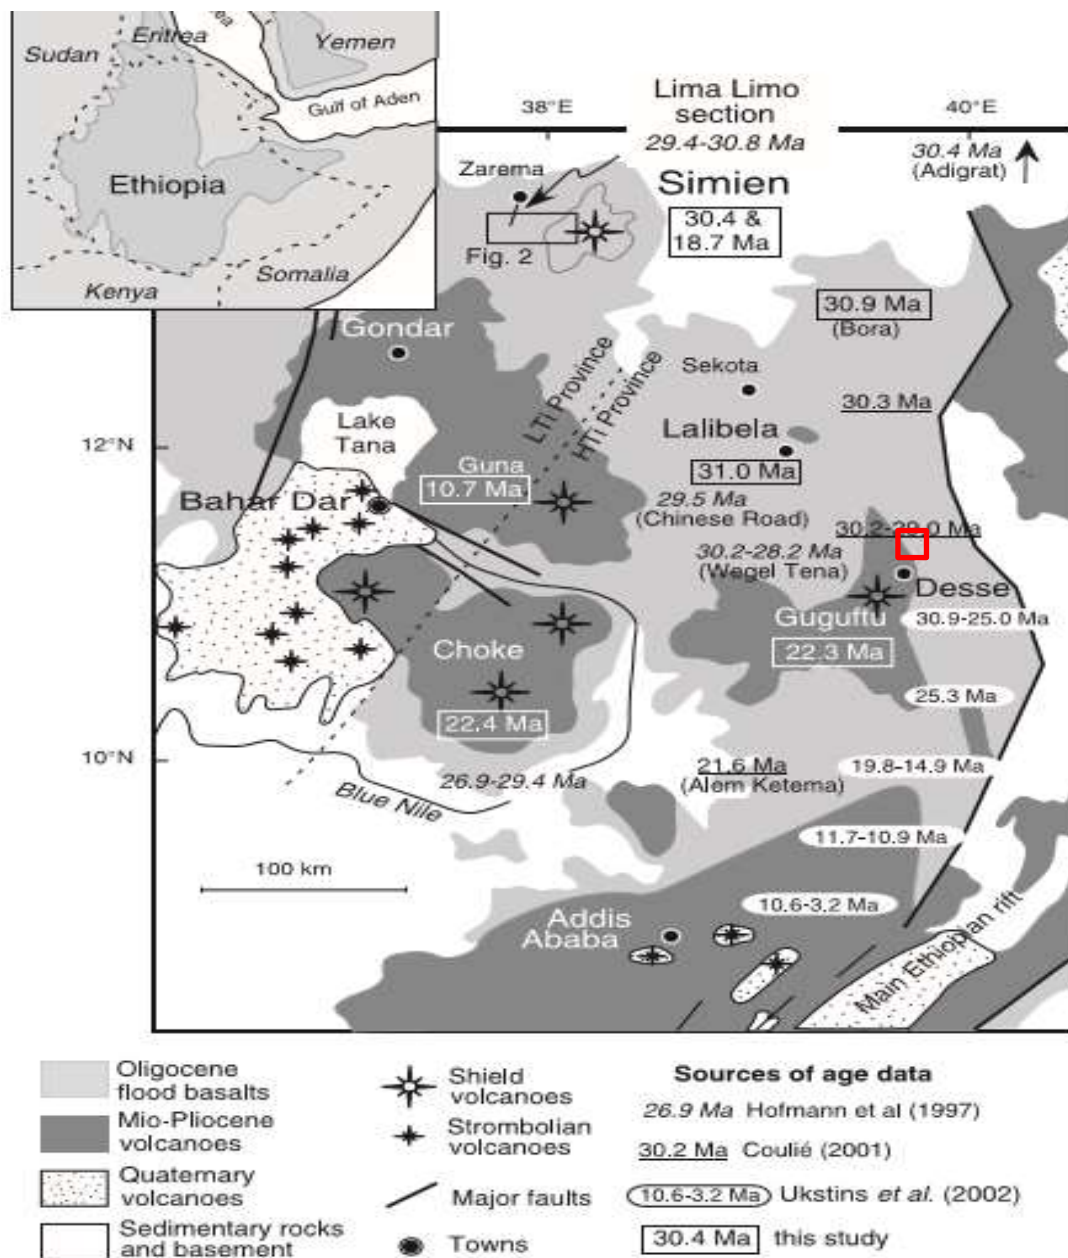 Sudan
Eritrea
Yemen
Gulf of Aden
Ethiopia
Somalia
Kenya
38°E
40°E
Lima Limo
section
29.4-30.8 Ma
30.4 Ma
(Adigrat)
Zarema
Simien
30.4 &
18.7 Ma
Fig. 2
30.9 Ma
(Bora)
Gondar
Sekota
LTi Province
HTi Province
30.3 Ma
Lake
Tana
Lalibela
12°N
Guna
10.7 Ma
31.0 Ma
Bahar Dar
29.5 Ma
(Chinese Road)
30.2-29.0 Ma
30.2-28.2 Ma
(Wegel Tena)
Desse
Guguftu
30.9-25.0 Ma
22.3 Ma
Choke
25.3 Ma
22.4 Ma
10°N
26.9-29.4 Ma
21.6 Ma
(Alem Ketema)
19.8-14.9 Ma
Blue Nile
11.7-10.9 Ma
100 km
10.6-3.2 Ma
Addis
Ababa
Main Ethiopian rift
Oligocene
flood basalts
Mio-Pliocene
volcanoes
Quaternary
volcanoes
Sedimentary rocks
and basement
Shield
volcanoes
Strombolian
volcanoes
Major faults
Towns
Sources of age data
26.9 Ma Hofmann et al (1997)
30.2 Ma Coulié (2001)
10.6-3.2 Ma Ukstins et al. (2002)
30.4 Ma this study